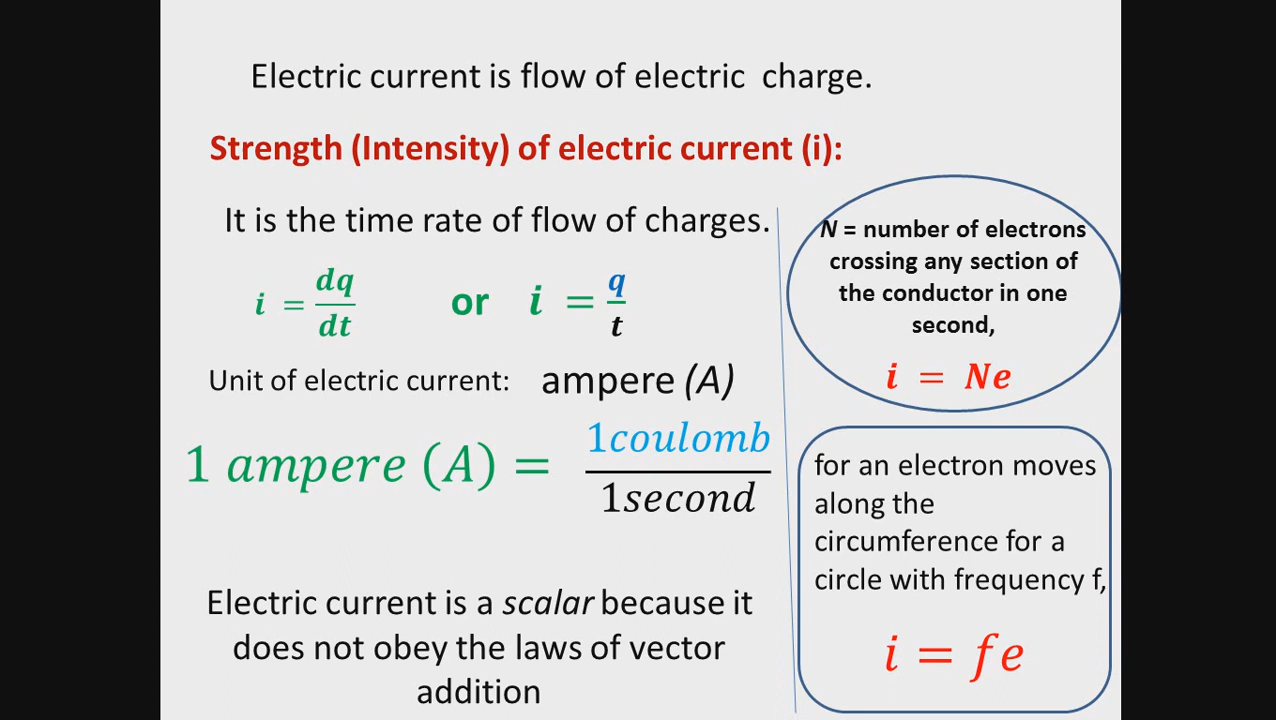 Electric current is flow of electric charge.
Strength (Intensity) of electric current (i):
It is the time rate of flow of charges.
i = dq/dt or i = q/t
Unit of electric current: ampere (A)
1 ampere (A) = 1coulomb/1second
Electric current is a scalar because it
does not obey the laws of vector
addition
N = number of electrons
crossing any section of
the conductor in one
second,
i = Ne
for an electron moves
along the
circumference for a
circle with frequency f,
i = fe